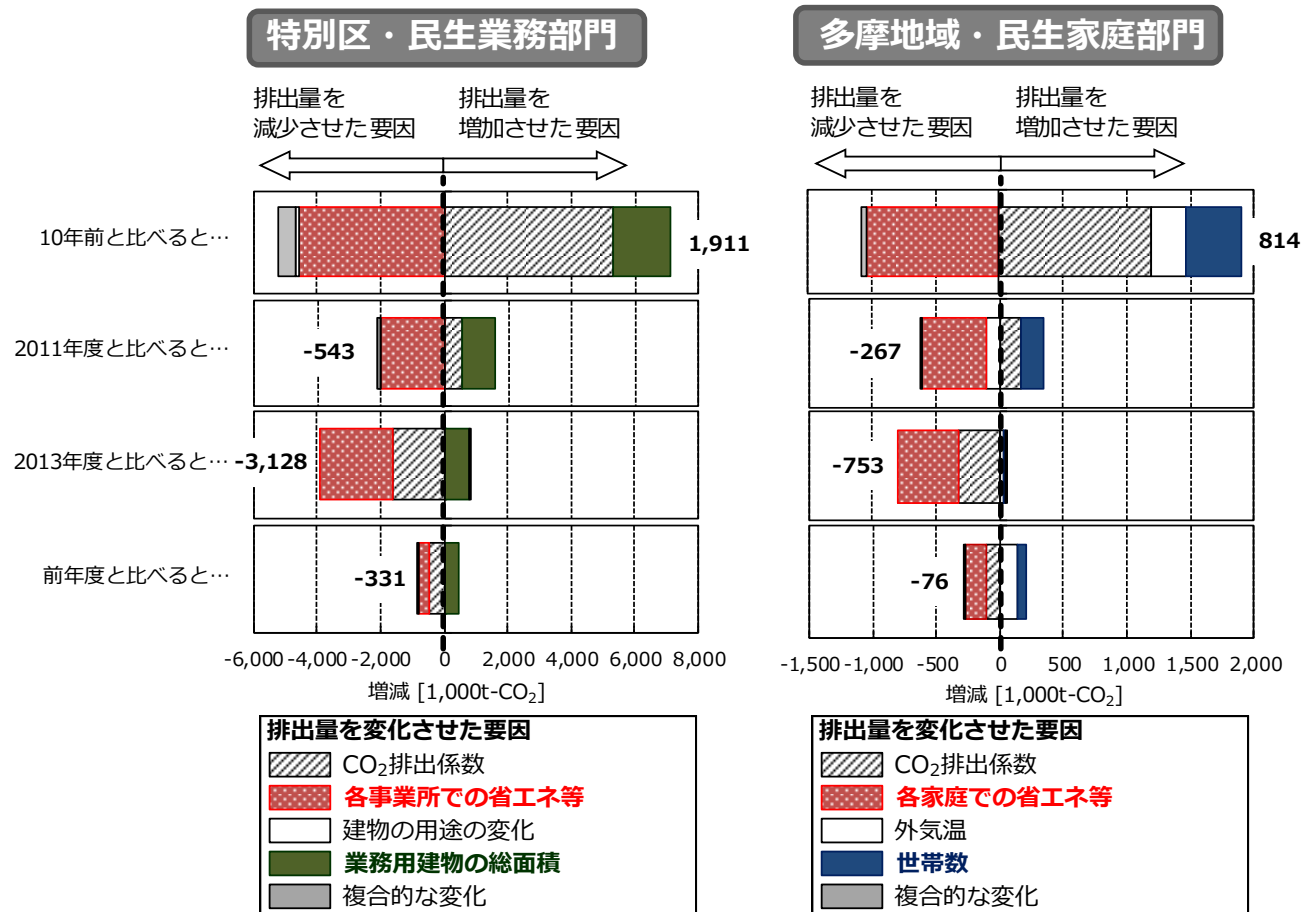 特別区・民生業務部門
排出量を
減少させた要因
排出量を
増加させた要因
10年前と比べると…
1,911
2011年度と比べると…
-543
2013年度と比べると…
-3,128
前年度と比べると…
-331
-6,000 -4,000 -2,000 0 2,000 4,000 6,000 8,000
増減 [1,000t-CO₂]
排出量を変化させた要因
CO₂排出係数
各事業所での省エネ等
建物の用途の変化
業務用建物の総面積
複合的な変化
多摩地域・民生家庭部門
排出量を
減少させた要因
排出量を
増加させた要因
814
-267
-753
-76
-1,500 -1,000 -500 0 500 1,000 1,500 2,000
増減 [1,000t-CO₂]
排出量を変化させた要因
CO₂排出係数
各家庭での省エネ等
外気温
世帯数
複合的な変化